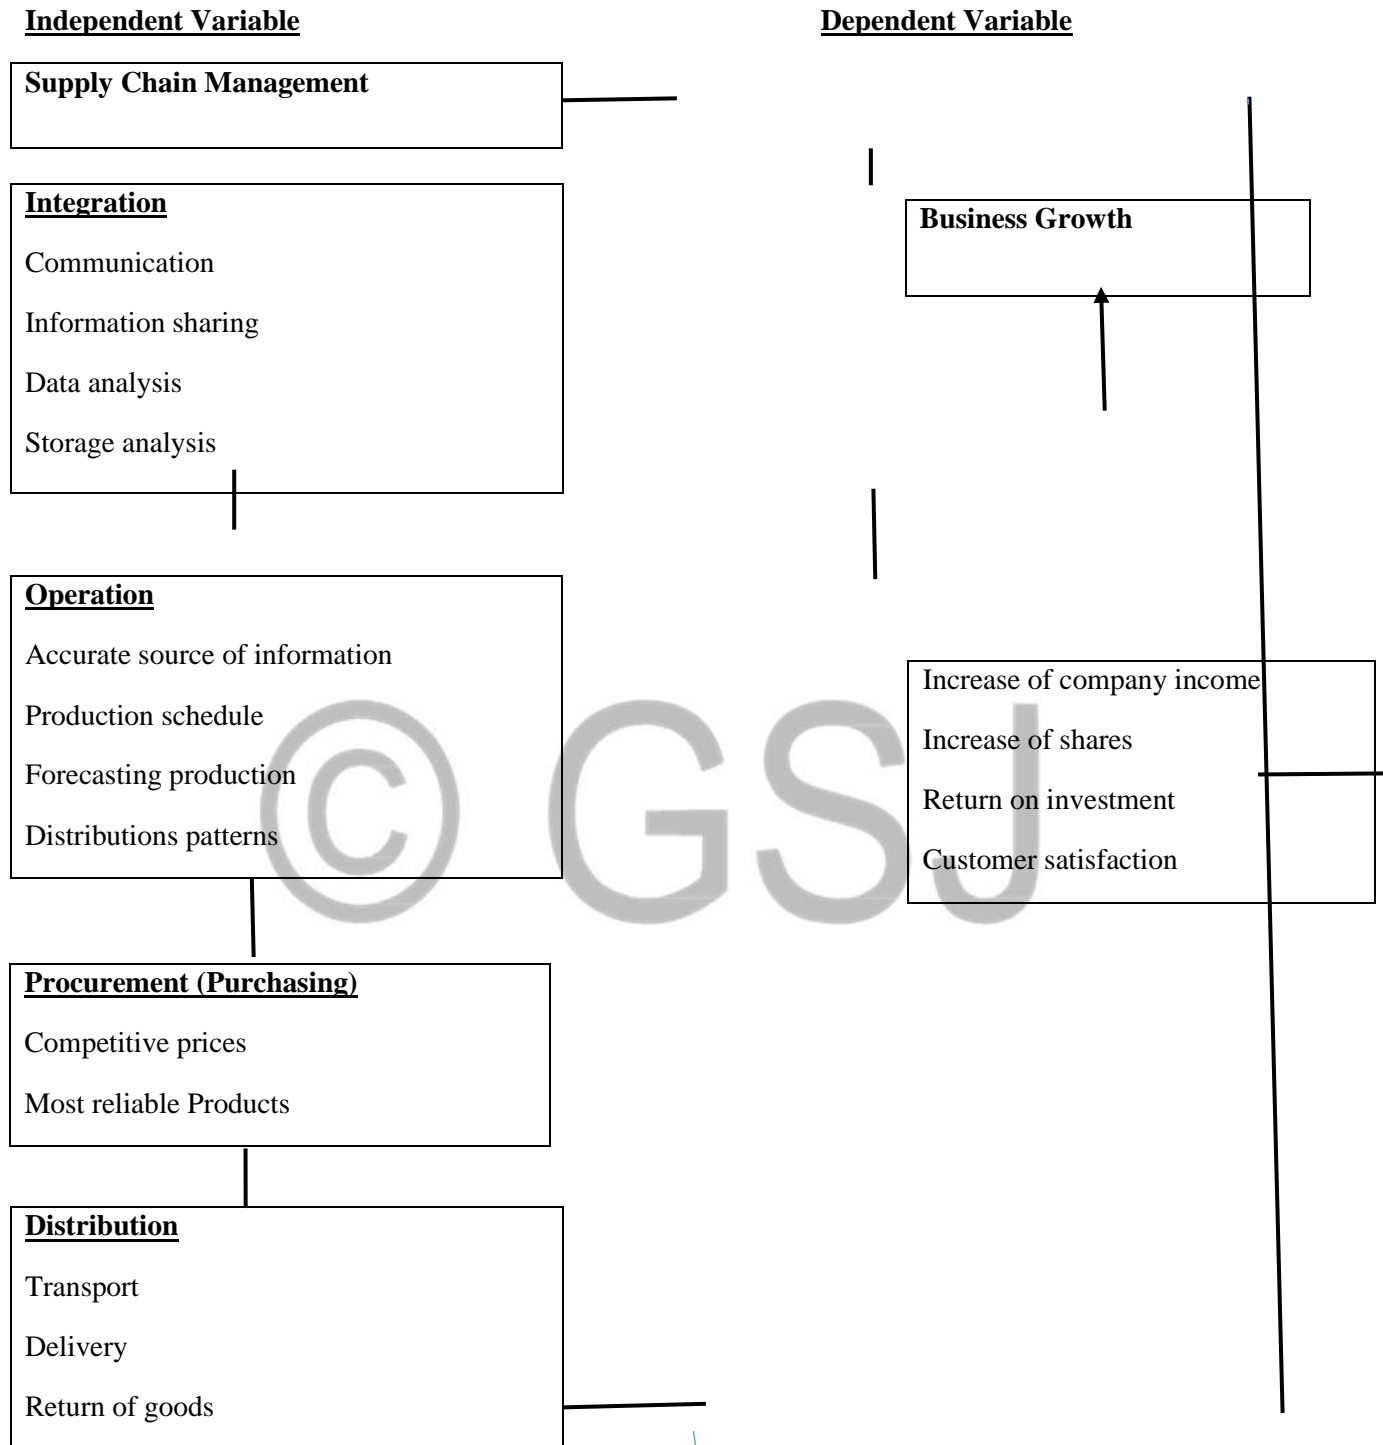 Independent Variable
Dependent Variable
Supply Chain Management
Integration
Communication
Information sharing
Data analysis
Storage analysis
Business Growth
Operation
Accurate source of information
Production schedule
Forecasting production
Distributions patterns
Increase of company income
Increase of shares
Return on investment
Customer satisfaction
© GSJ
Procurement (Purchasing)
Competitive prices
Most reliable Products
Distribution
Transport
Delivery
Return of goods